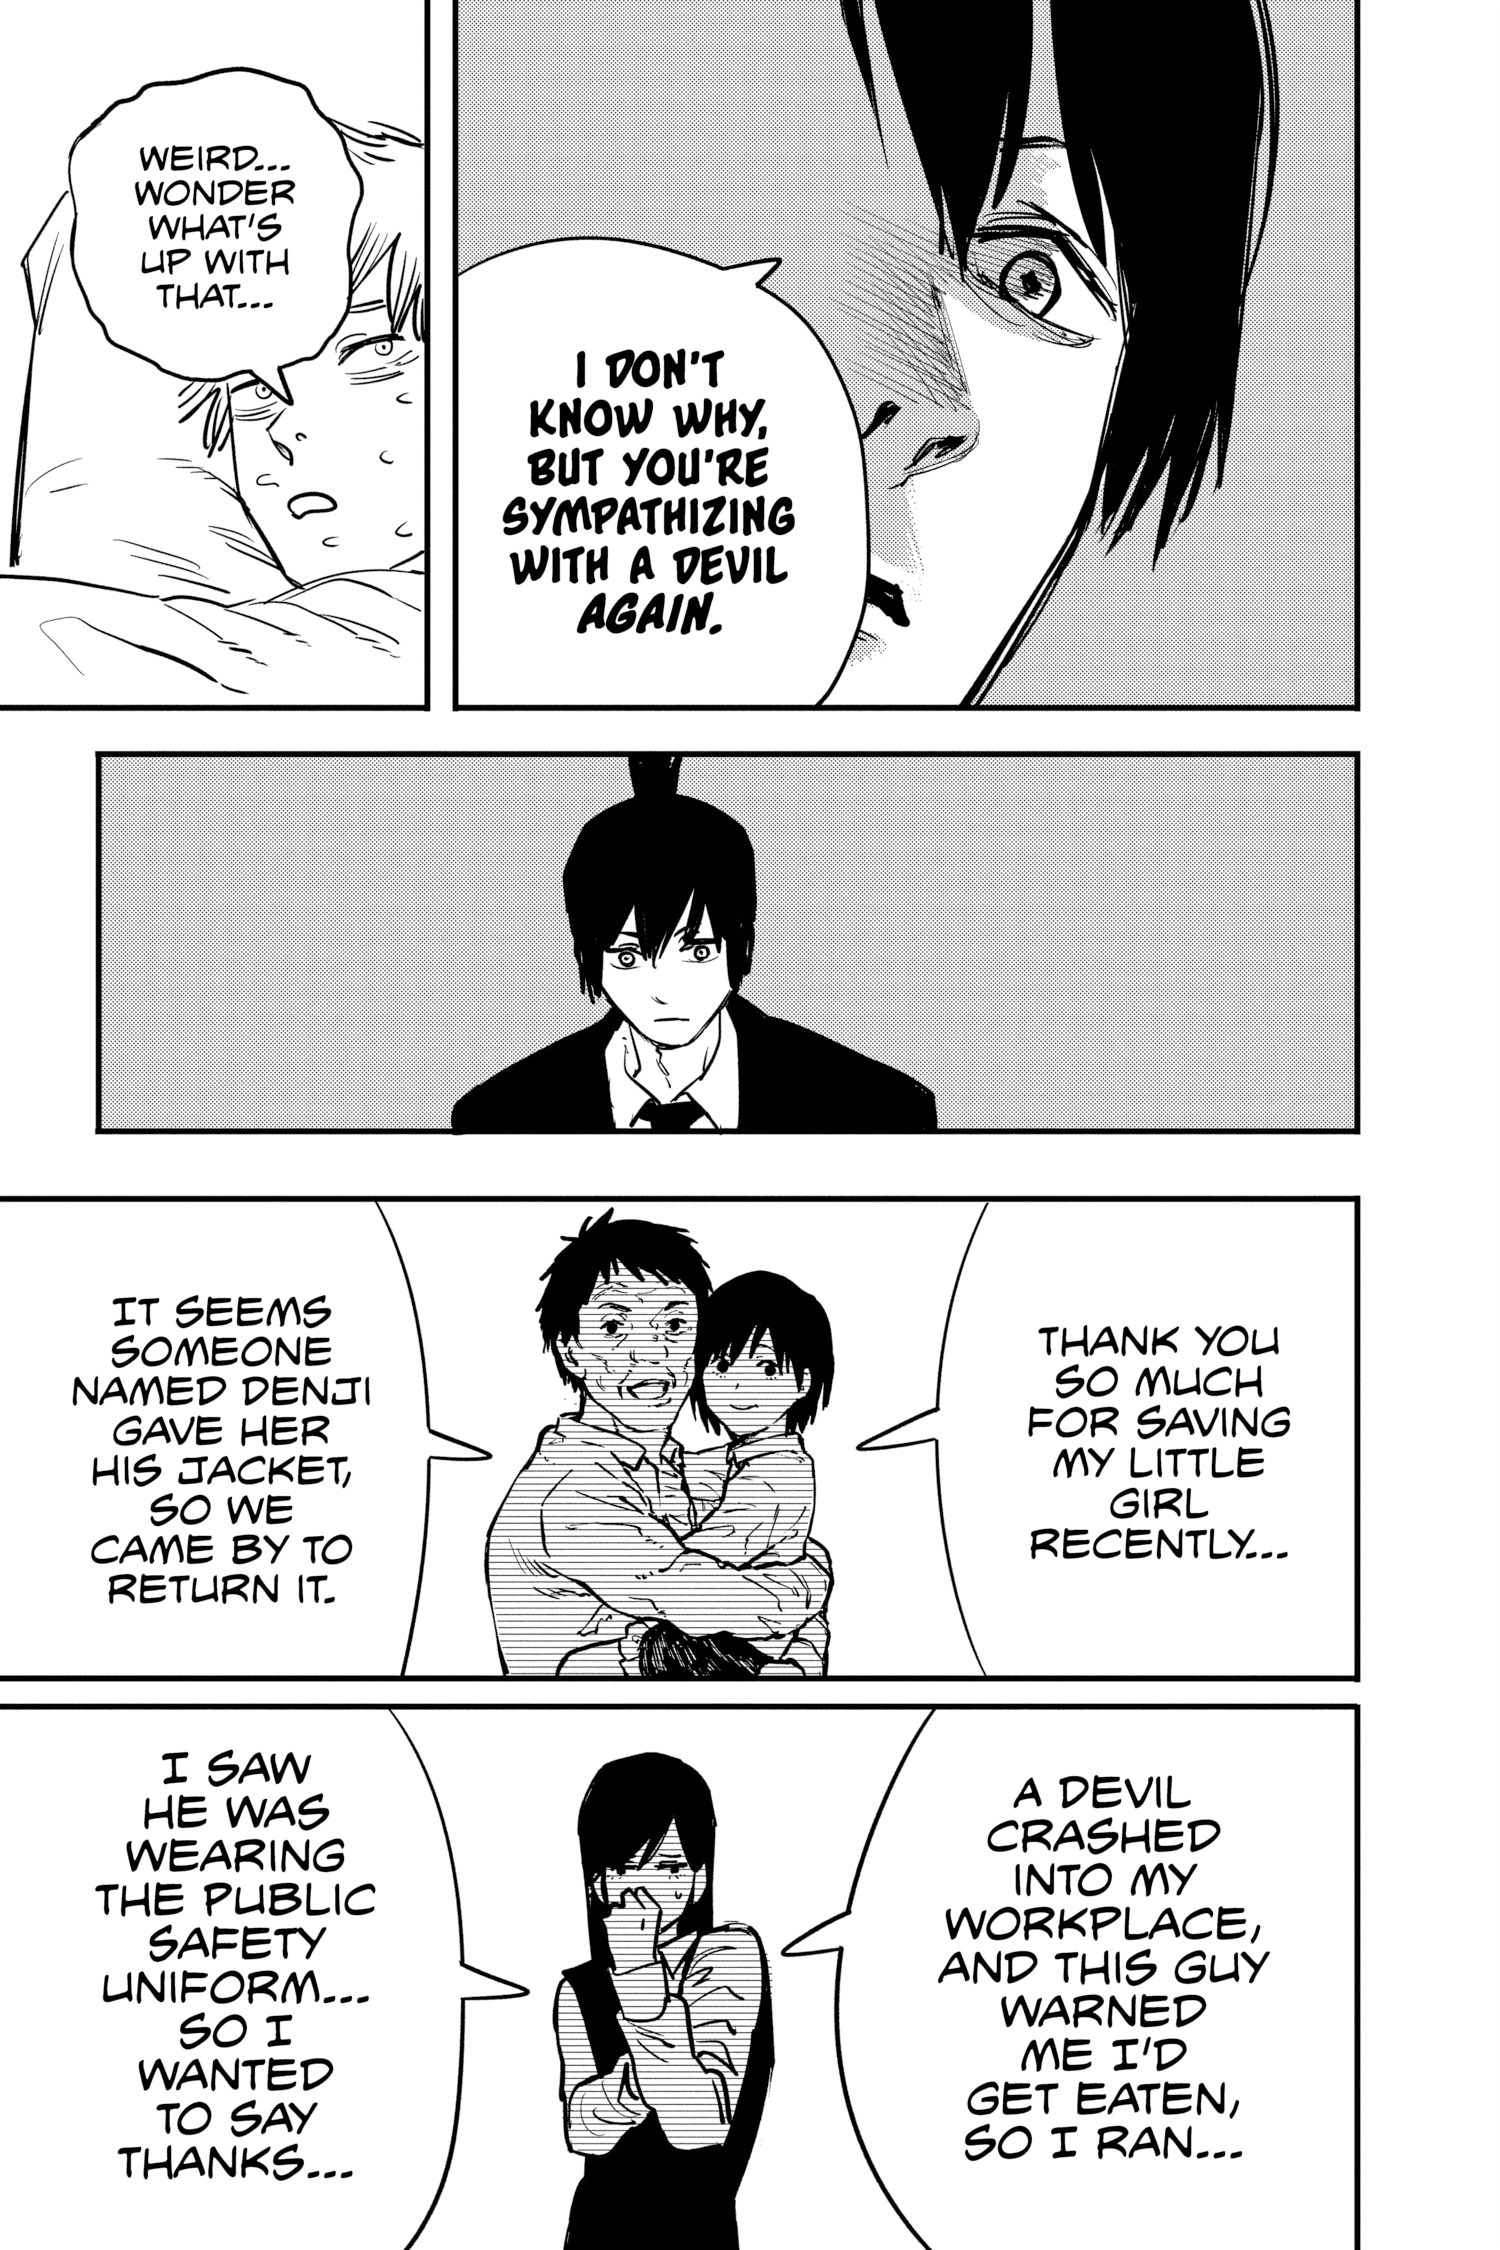 I DON'T
KNOW WHY,
BUT YOU'RE
SYMPATHIZING
WITH A DEVIL
AGAIN.
WEIRD...
WONDER
WHAT'S
UP WITH
THAT...
THANK YOU
SO MUCH
FOR SAVING
MY LITTLE
GIRL
RECENTLY...
IT SEEMS
SOMEONE
NAMED DENJI
GAVE HER
HIS JACKET,
SO WE
CAME BY TO
RETURN IT.
A DEVIL
CRASHED
INTO MY
WORKPLACE,
AND THIS GUY
WARNED
ME I'D
GET EATEN,
SO I RAN...
I SAW
HE WAS
WEARING
THE PUBLIC
SAFETY
UNIFORM...
SO I
WANTED
TO SAY
THANKS...